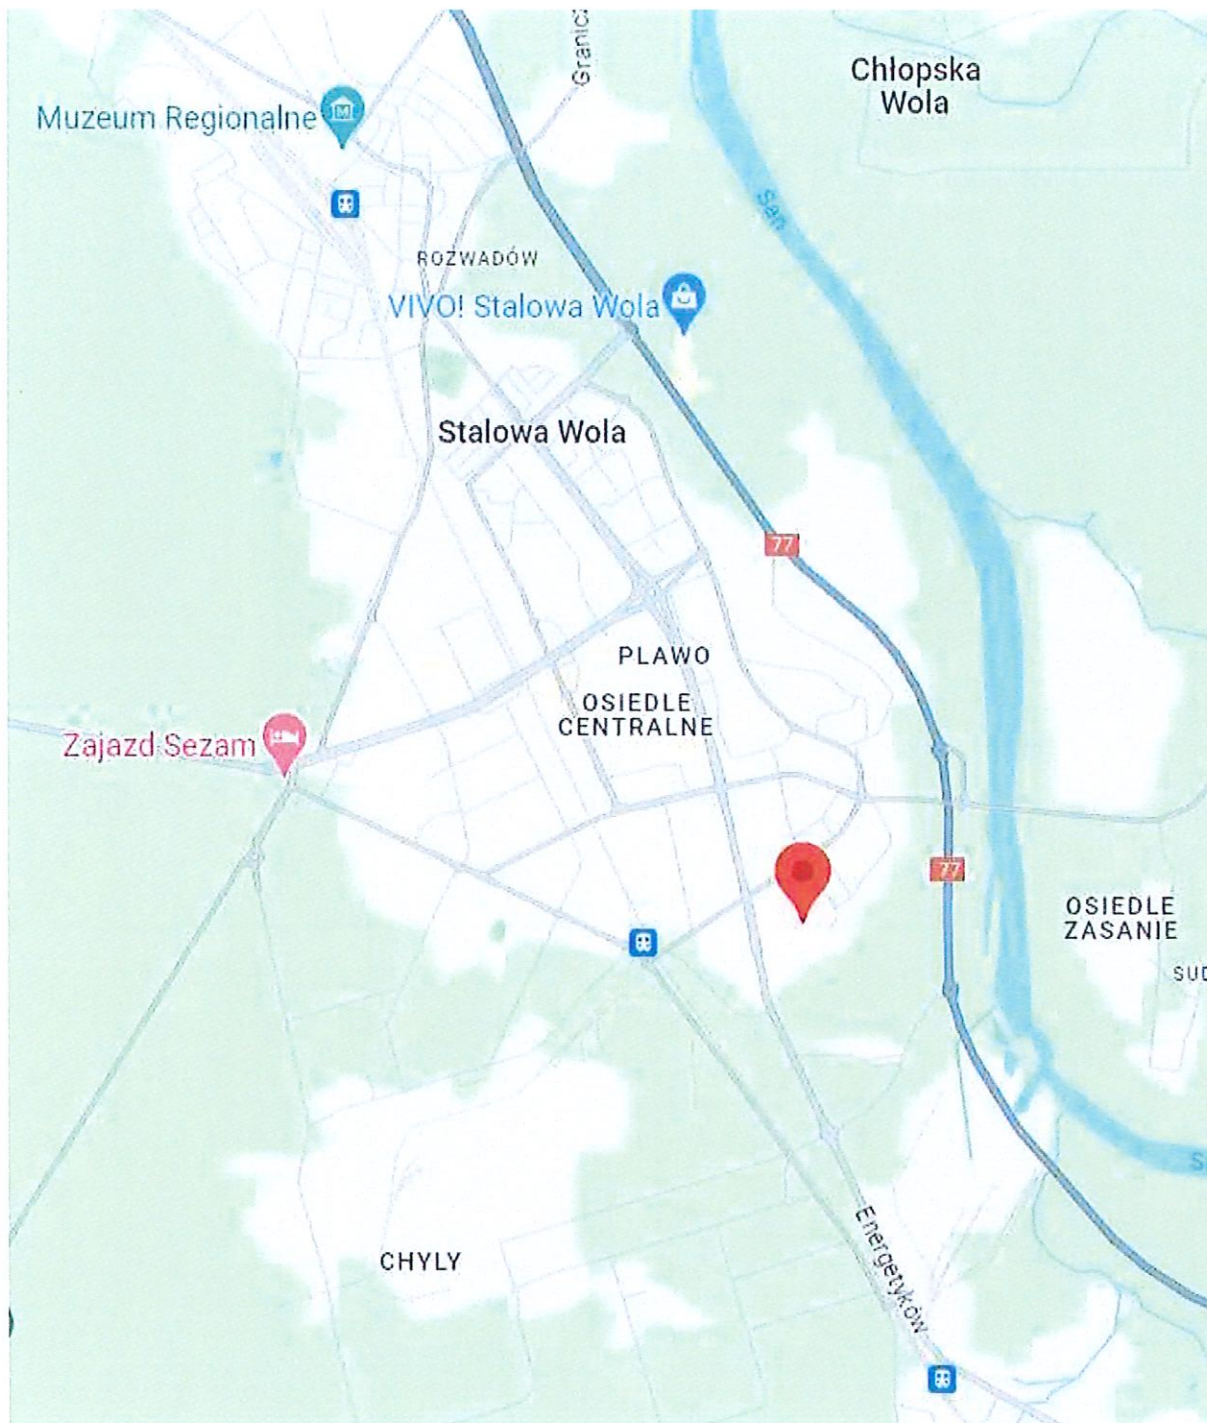 Granicz
Chłopska
Wola
Muzeum Regionalne
San
ROZWADÓW
VIVO! Stalowa Wola
Stalowa Wola
77
PLAWO
OSIEDLE
CENTRALNE
Zajazd Sezam
77
OSIEDLE
ZASANIE
SUD
S
CHYLY
Energetyków